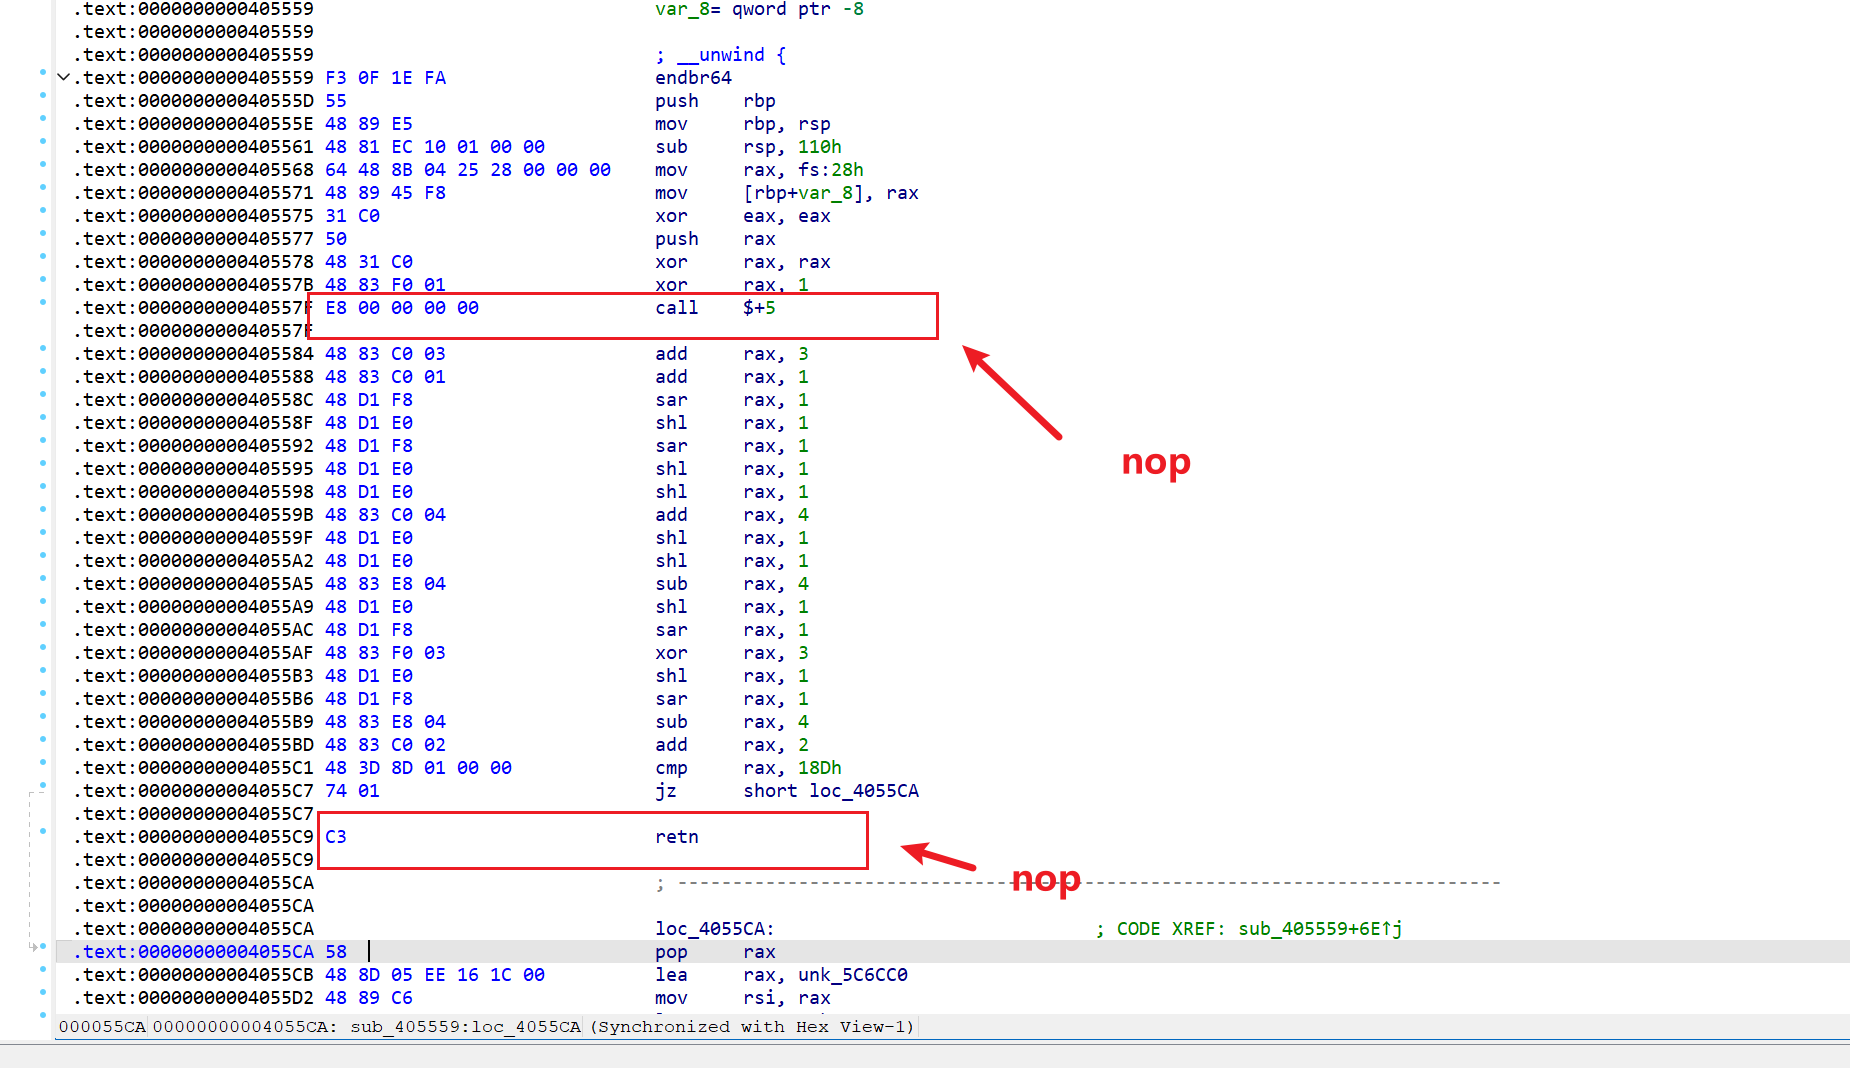 .text:0000000000405559 var_8= qword ptr -8
.text:0000000000405559
.text:0000000000405559 ; __unwind {
.text:0000000000405559 F3 0F 1E FA endbr64
.text:000000000040555D 55 push rbp
.text:000000000040555E 48 89 E5 mov rbp, rsp
.text:0000000000405561 48 81 EC 10 01 00 00 sub rsp, 110h
.text:0000000000405568 64 48 8B 04 25 28 00 00 00 mov rax, fs:28h
.text:0000000000405571 48 89 45 F8 mov [rbp+var_8], rax
.text:0000000000405575 31 C0 xor eax, eax
.text:0000000000405577 50 push rax
.text:0000000000405578 48 31 C0 xor rax, rax
.text:000000000040557B 48 83 F0 01 xor rax, 1
.text:000000000040557F E8 00 00 00 00 call $+5
.text:000000000040557F
.text:0000000000405584 48 83 C0 03 add rax, 3
.text:0000000000405588 48 83 C0 01 add rax, 1
.text:000000000040558C 48 D1 F8 sar rax, 1
.text:000000000040558F 48 D1 E0 shl rax, 1
.text:0000000000405592 48 D1 F8 sar rax, 1
.text:0000000000405595 48 D1 E0 shl rax, 1
nop
.text:0000000000405598 48 D1 E0 shl rax, 1
.text:000000000040559B 48 83 C0 04 add rax, 4
.text:000000000040559F 48 D1 E0 shl rax, 1
.text:00000000004055A2 48 D1 E0 shl rax, 1
.text:00000000004055A5 48 83 E8 04 sub rax, 4
.text:00000000004055A9 48 D1 E0 shl rax, 1
.text:00000000004055AC 48 D1 F8 sar rax, 1
.text:00000000004055AF 48 83 F0 03 xor rax, 3
.text:00000000004055B3 48 D1 E0 shl rax, 1
.text:00000000004055B6 48 D1 F8 sar rax, 1
.text:00000000004055B9 48 83 E8 04 sub rax, 4
.text:00000000004055BD 48 83 C0 02 add rax, 2
.text:00000000004055C1 48 3D 8D 01 00 00 cmp rax, 18Dh
.text:00000000004055C7 74 01 jz short loc_4055CA
.text:00000000004055C7
.text:00000000004055C9 C3 retn
.text:00000000004055C9
nop
.text:00000000004055CA ; ---------------------------------------------------------------------------
.text:00000000004055CA
.text:00000000004055CA loc_4055CA: ; CODE XREF: sub_405559+6E↑j
.text:00000000004055CA 58 pop rax
.text:00000000004055CB 48 8D 05 EE 16 1C 00 lea rax, unk_5C6CC0
.text:00000000004055D2 48 89 C6 mov rsi, rax
000055CA 00000000004055CA: sub_405559:loc_4055CA (Synchronized with Hex View-1)